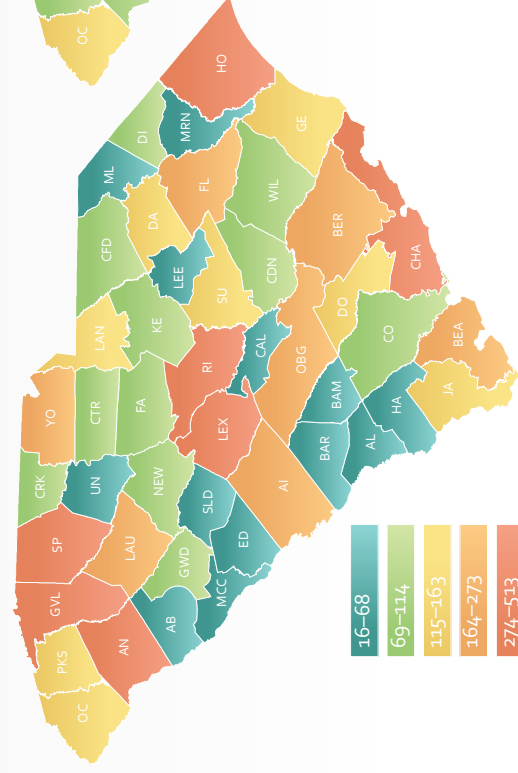 OC
PKS
GVL
SP
CRK
YO
OC
AN
LAU
UN
CTR
LAN
CFD
ML
AB
GWD
NEW
FA
KE
DA
DI
MCC
ED
SLD
LEX
RI
LEE
SU
FL
MRN
HO
AI
CAL
CDN
WIL
GE
BAR
BAM
OBG
DO
BER
AL
HA
CO
CHA
JA
BEA
16–68
69–114
115–163
164–273
274–513